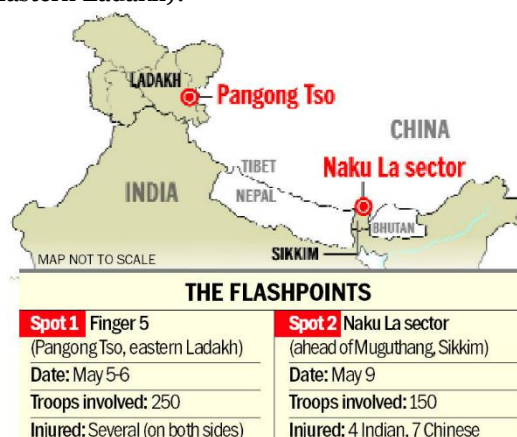 eastern Ladakh).
LADAKH
Pangong Tso
CHINA
TIBET
Naku La sector
NEPAL
INDIA
BHUTAN
SIKKIM
MAP NOT TO SCALE
THE FLASHPOINTS
Spot 1 Finger 5
(Pangong Tso, eastern Ladakh)
Date: May 5-6
Troops involved: 250
Injured: Several (on both sides)
Spot 2 Naku La sector
(ahead of Muguthang, Sikkim)
Date: May 9
Troops involved: 150
Injured: 4 Indian, 7 Chinese